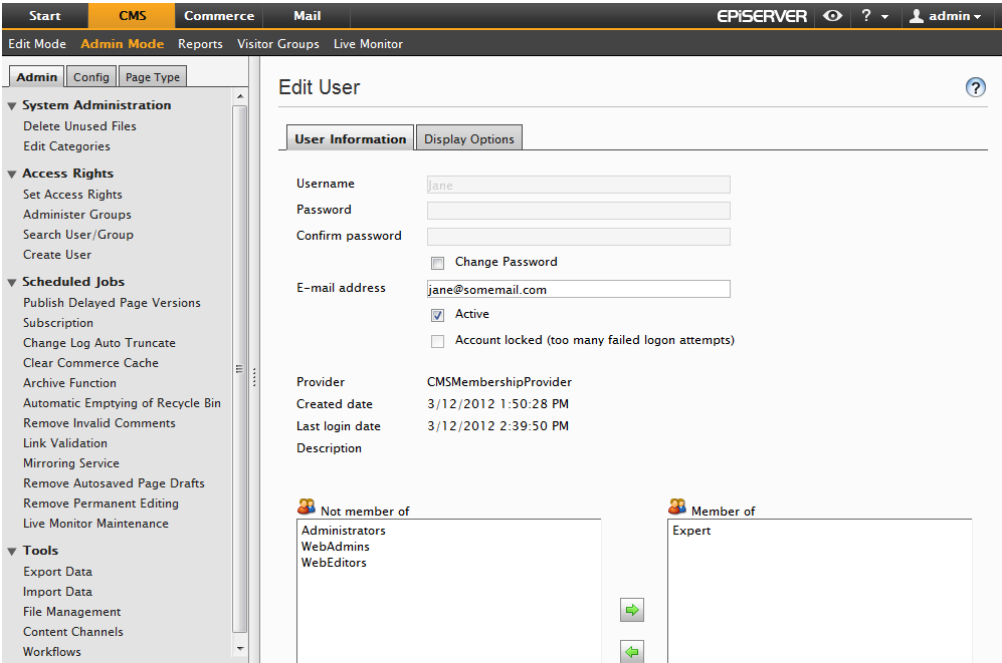 Start CMS Commerce Mail EPiSERVER ? admin
Edit Mode Admin Mode Reports Visitor Groups Live Monitor
Admin Config Page Type
System Administration
Delete Unused Files
Edit Categories
Access Rights
Set Access Rights
Administer Groups
Search User/Group
Create User
Scheduled Jobs
Publish Delayed Page Versions
Subscription
Change Log Auto Truncate
Clear Commerce Cache
Archive Function
Automatic Emptying of Recycle Bin
Remove Invalid Comments
Link Validation
Mirroring Service
Remove Autosaved Page Drafts
Remove Permanent Editing
Live Monitor Maintenance
Tools
Export Data
Import Data
File Management
Content Channels
Workflows
Edit User ?
User Information Display Options
Username Jane
Password
Confirm password
Change Password
E-mail address jane@somemail.com
Active
Account locked (too many failed logon attempts)
Provider CMSMembershipProvider
Created date 3/12/2012 1:50:28 PM
Last login date 3/12/2012 2:39:50 PM
Description
Not member of
Administrators
WebAdmins
WebEditors
Member of
Expert